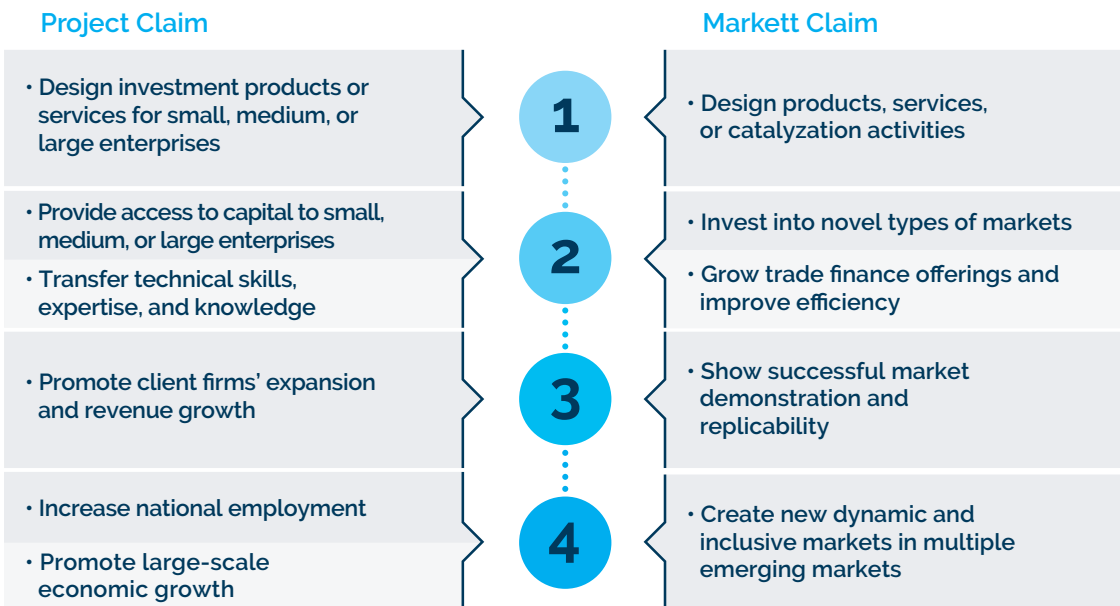 Project Claim
Markett Claim
• Design investment products or
services for small, medium, or
large enterprises
1
• Design products, services,
or catalyzation activities
• Provide access to capital to small,
medium, or large enterprises
• Transfer technical skills,
expertise, and knowledge
2
• Invest into novel types of markets
• Grow trade finance offerings and
improve efficiency
• Promote client firms' expansion
and revenue growth
3
• Show successful market
demonstration and
replicability
• Increase national employment
• Promote large-scale
economic growth
4
• Create new dynamic and
inclusive markets in multiple
emerging markets